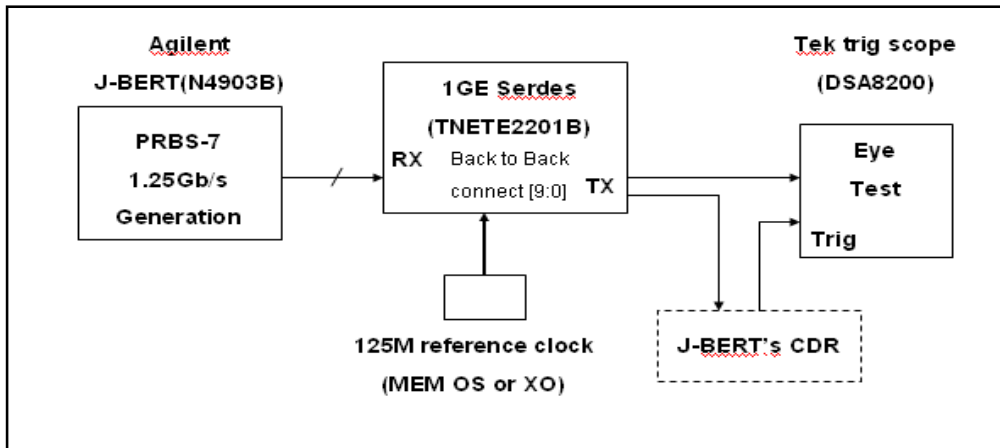 Agilent
J-BERT(N4903B)
PRBS-7
1.25Gb/s
Generation
1GE Serdes
(TNETE2201B)
RX
Back to Back
connect [9:0]
TX
Tek trig scope
(DSA8200)
Eye
Test
Trig
125M reference clock
(MEM OS or XO)
J-BERT's CDR